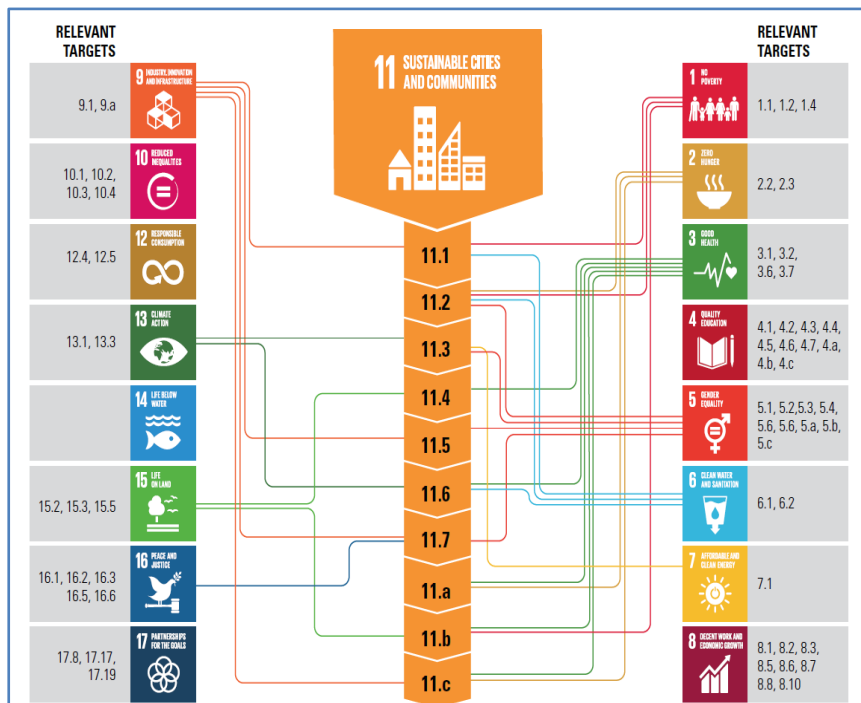 RELEVANT
TARGETS
9 INDUSTRY, INNOVATION
AND INFRASTRUCTURE
9.1, 9.a
10 REDUCED
INEQUALITIES
10.1, 10.2,
10.3, 10.4
12 RESPONSIBLE
CONSUMPTION
12.4, 12.5
13 CLIMATE
ACTION
13.1, 13.3
14 LIFE BELOW
WATER
15 LIFE
ON LAND
15.2, 15.3, 15.5
16 PEACE AND
JUSTICE
16.1, 16.2, 16.3
16.5, 16.6
17 PARTNERSHIPS
FOR THE GOALS
17.8, 17.17,
17.19
11 SUSTAINABLE CITIES
AND COMMUNITIES
11.1
11.2
11.3
11.4
11.5
11.6
11.7
11.a
11.b
11.c
RELEVANT
TARGETS
1 NO
POVERTY
1.1, 1.2, 1.4
2 ZERO
HUNGER
2.2, 2.3
3 GOOD
HEALTH
3.1, 3.2,
3.6, 3.7
4 QUALITY
EDUCATION
4.1, 4.2, 4.3, 4.4,
4.5, 4.6, 4.7, 4.a,
4.b, 4.c
5 GENDER
EQUALITY
5.1, 5.2,5.3, 5.4,
5.6, 5.6, 5.a, 5.b,
5.c
6 CLEAN WATER
AND SANITATION
6.1, 6.2
7 AFFORDABLE AND
CLEAN ENERGY
7.1
8 DECENT WORK AND
ECONOMIC GROWTH
8.1, 8.2, 8.3,
8.5, 8.6, 8.7
8.8, 8.10